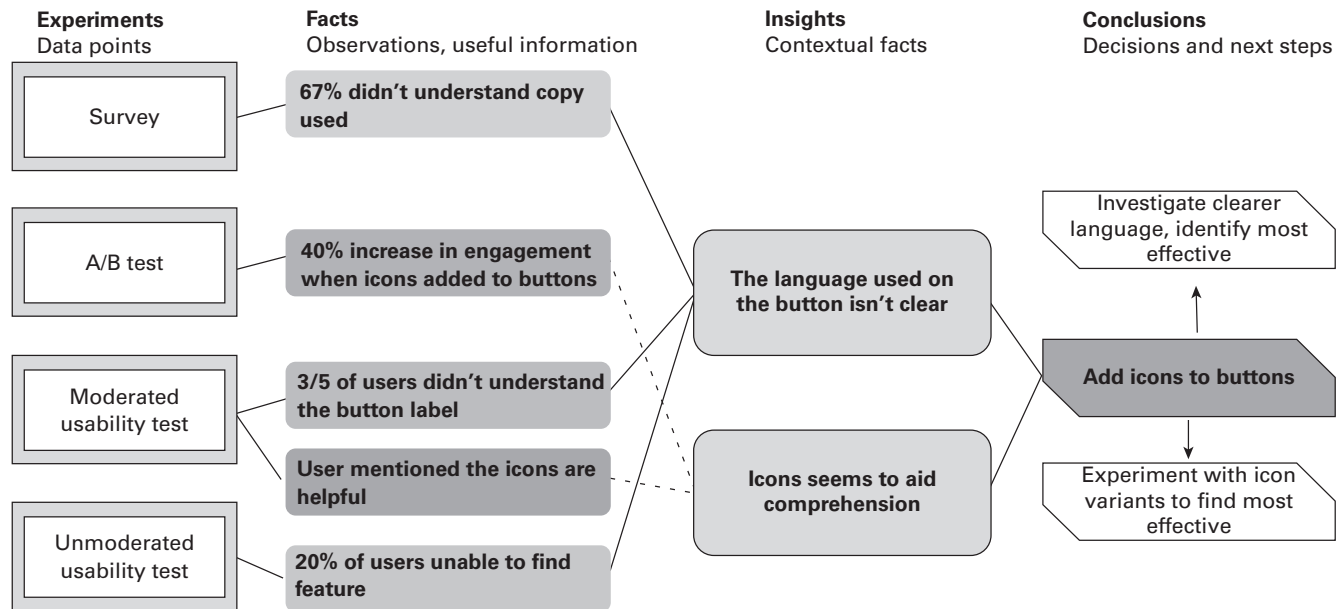 Experiments
Data points
Facts
Observations, useful information
Insights
Contextual facts
Conclusions
Decisions and next steps
Survey
67% didn’t understand copy
used
A/B test
40% increase in engagement
when icons added to buttons
Moderated
usability test
3/5 of users didn’t understand
the button label
User mentioned the icons are
helpful
Unmoderated
usability test
20% of users unable to find
feature
The language used on
the button isn’t clear
Icons seems to aid
comprehension
Investigate clearer
language, identify most
effective
Add icons to buttons
Experiment with icon
variants to find most
effective